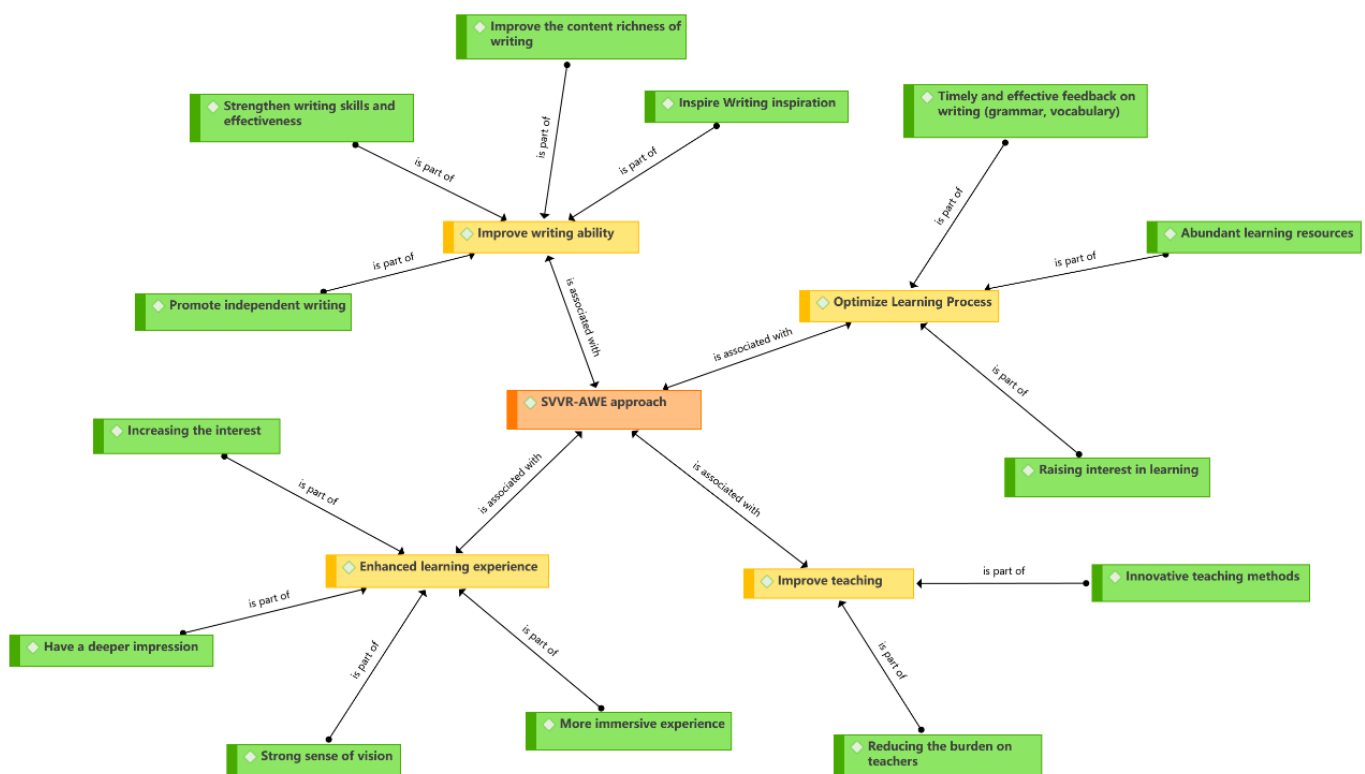 Improve the content richness of
writing
Strengthen writing skills and
effectiveness
Inspire Writing inspiration
Timely and effective feedback on
writing (grammar, vocabulary)
is part of
is part of
is part of
is part of
Improve writing ability
Abundant learning resources
is part of
is part of
Promote independent writing
Optimize Learning Process
is associated with
is associated with
is part of
SVVR-AWE approach
Increasing the interest
Raising interest in learning
is part of
is associated with
is associated with
Enhanced learning experience
Improve teaching
is part of
Innovative teaching methods
is part of
Have a deeper impression
is part of
is part of
is part of
More immersive experience
Strong sense of vision
Reducing the burden on
teachers